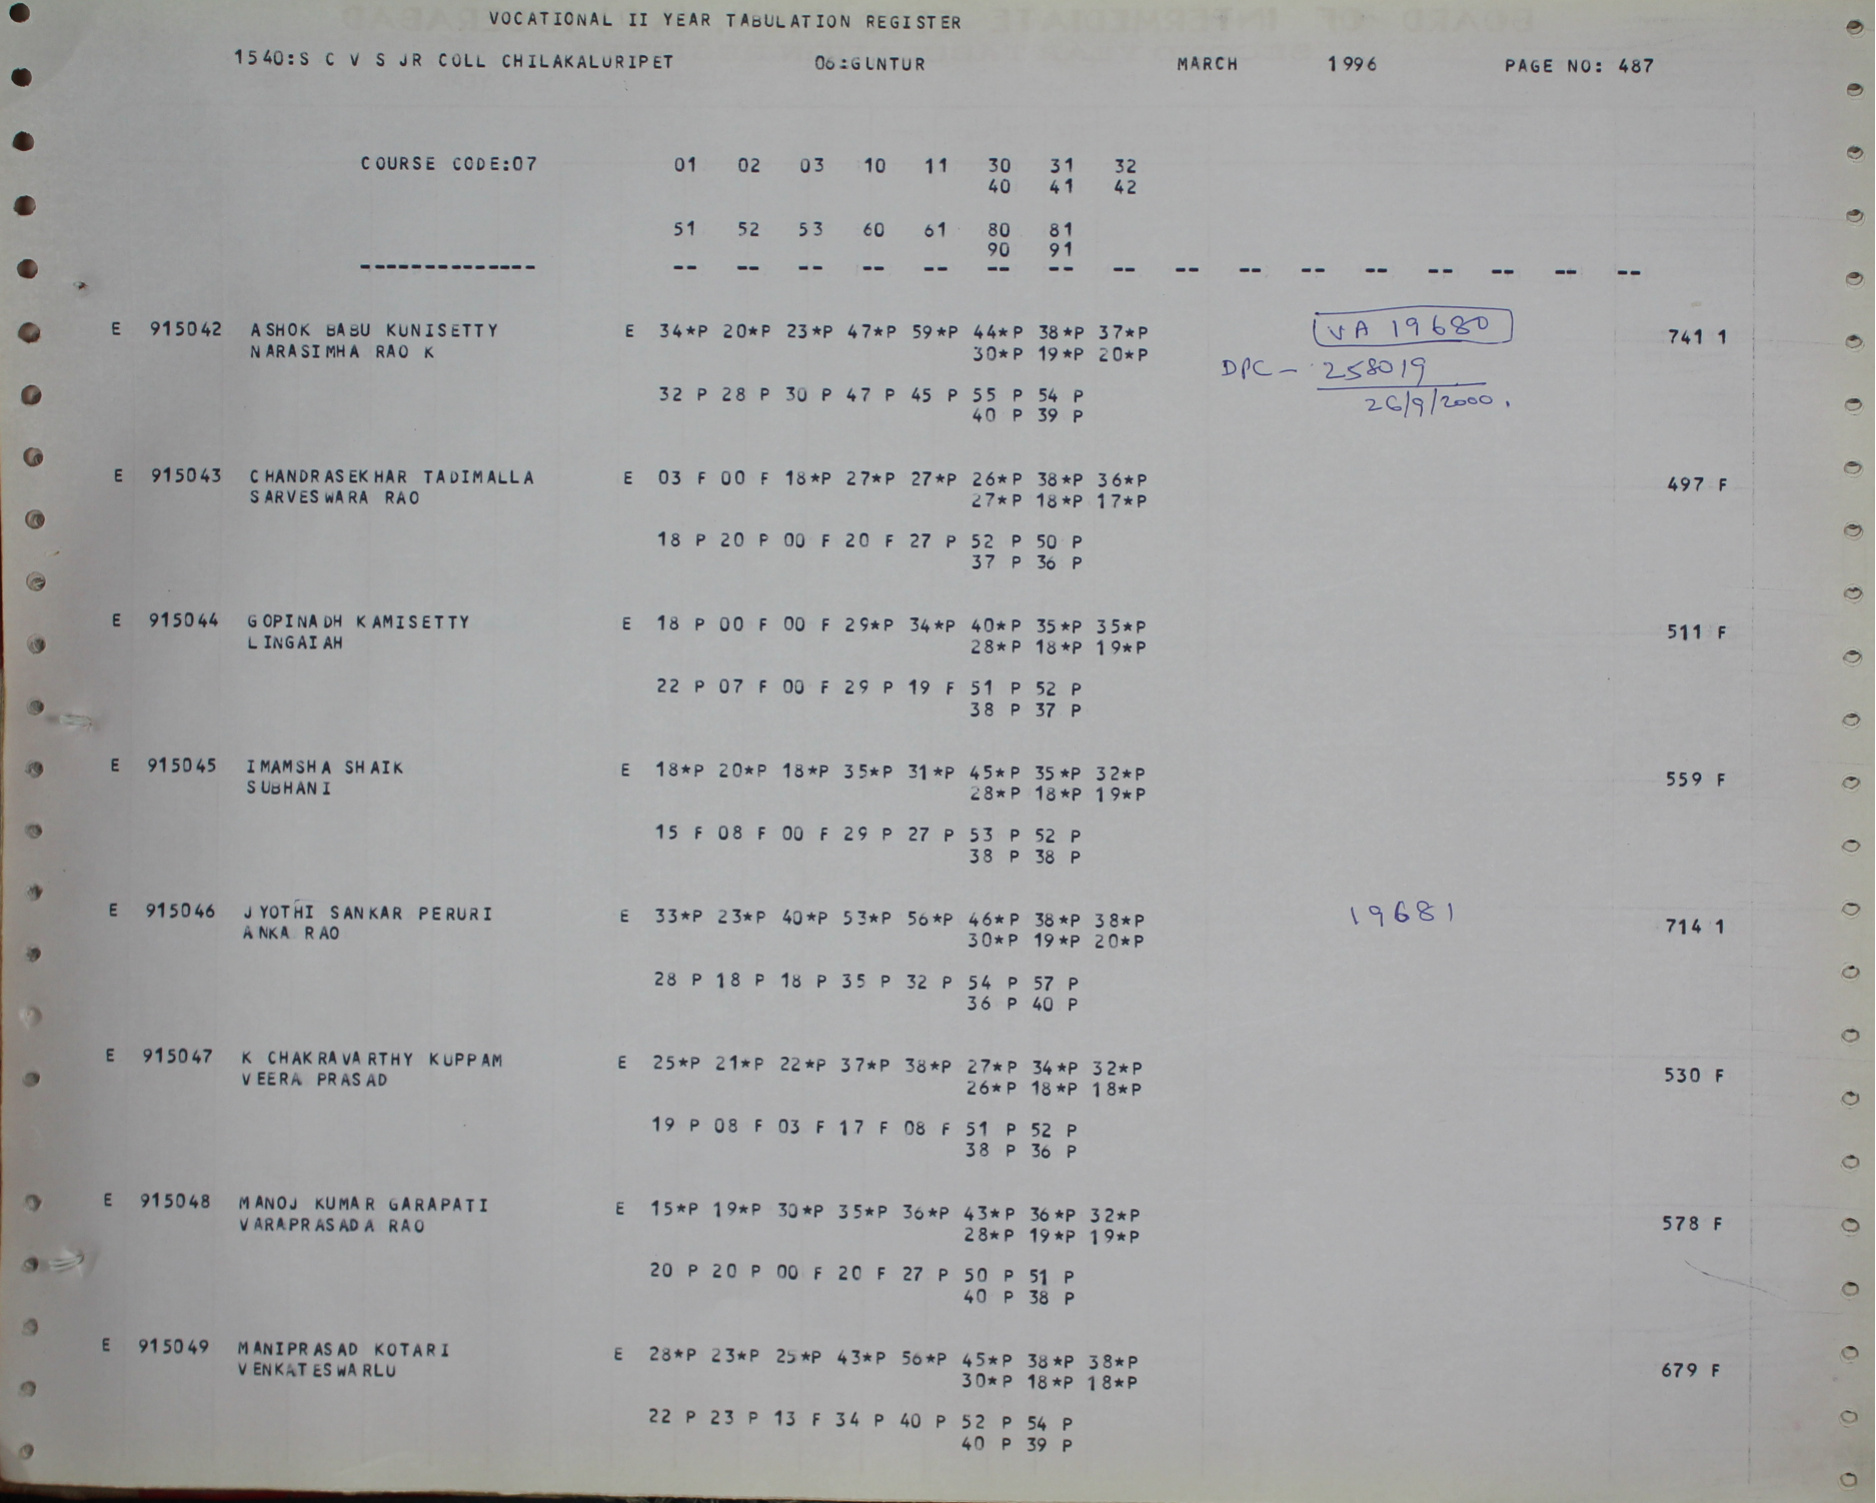 VOCATIONAL II YEAR TABULATION REGISTER
1540:S C V S JR COLL CHILAKALURIPET 06:GUNTUR MARCH 1996 PAGE NO: 487
COURSE CODE:07 01 02 03 10 11 30 31 32
40 41 42
51 52 53 60 61 80 81
90 91
-------------- -- -- -- -- -- -- -- -- -- -- -- -- -- -- -- --
E 915042 ASHOK BABU KUNISETTY E 34*P 20*P 23*P 47*P 59*P 44*P 38*P 37*P VA 19680 741 1
NARASIMHA RAO K 30*P 19*P 20*P
DPC - 258019
32 P 28 P 30 P 47 P 45 P 55 P 54 P 26/9/2000.
40 P 39 P
E 915043 CHANDRASEKHAR TADIMALLA E 03 F 00 F 18*P 27*P 27*P 26*P 38*P 36*P 497 F
SARVESWARA RAO 27*P 18*P 17*P
18 P 20 P 00 F 20 F 27 P 52 P 50 P
37 P 36 P
E 915044 GOPINADH KAMISETTY E 18 P 00 F 00 F 29*P 34*P 40*P 35*P 35*P 511 F
LINGAIAH 28*P 18*P 19*P
22 P 07 F 00 F 29 P 19 F 51 P 52 P
38 P 37 P
E 915045 IMAMSHA SHAIK E 18*P 20*P 18*P 35*P 31*P 45*P 35*P 32*P 559 F
SUBHANI 28*P 18*P 19*P
15 F 08 F 00 F 29 P 27 P 53 P 52 P
38 P 38 P
E 915046 JYOTHI SANKAR PERURI E 33*P 23*P 40*P 53*P 56*P 46*P 38*P 38*P 19681 714 1
ANKA RAO 30*P 19*P 20*P
28 P 18 P 18 P 35 P 32 P 54 P 57 P
36 P 40 P
E 915047 K CHAKRAVARTHY KUPPAM E 25*P 21*P 22*P 37*P 38*P 27*P 34*P 32*P 530 F
VEERA PRASAD 26*P 18*P 18*P
19 P 08 F 03 F 17 F 08 F 51 P 52 P
38 P 36 P
E 915048 MANOJ KUMAR GARAPATI E 15*P 19*P 30*P 35*P 36*P 43*P 36*P 32*P 578 F
VARAPRASADA RAO 28*P 19*P 19*P
20 P 20 P 00 F 20 F 27 P 50 P 51 P
40 P 38 P
E 915049 MANIPRASAD KOTARI E 28*P 23*P 25*P 43*P 56*P 45*P 38*P 38*P 679 F
VENKATESWARLU 30*P 18*P 18*P
22 P 23 P 13 F 34 P 40 P 52 P 54 P
40 P 39 P